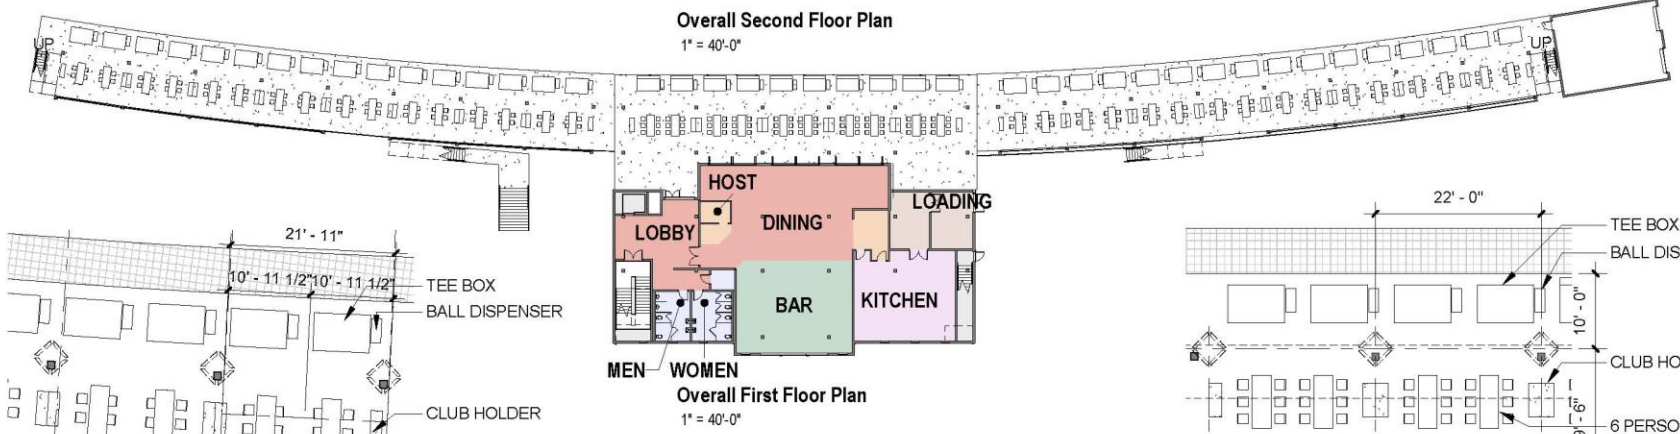 Overall Second Floor Plan
1" = 40'-0"
UP
UP
HOST
LOADING
DINING
LOBBY
BAR
KITCHEN
MEN
WOMEN
Overall First Floor Plan
1" = 40'-0"
21' - 11"
10' - 11 1/2"
10' - 11 1/2"
TEE BOX
BALL DISPENSER
CLUB HOLDER
22' - 0"
TEE BOX
BALL DIS
10' - 0"
CLUB HO
6 PERSO